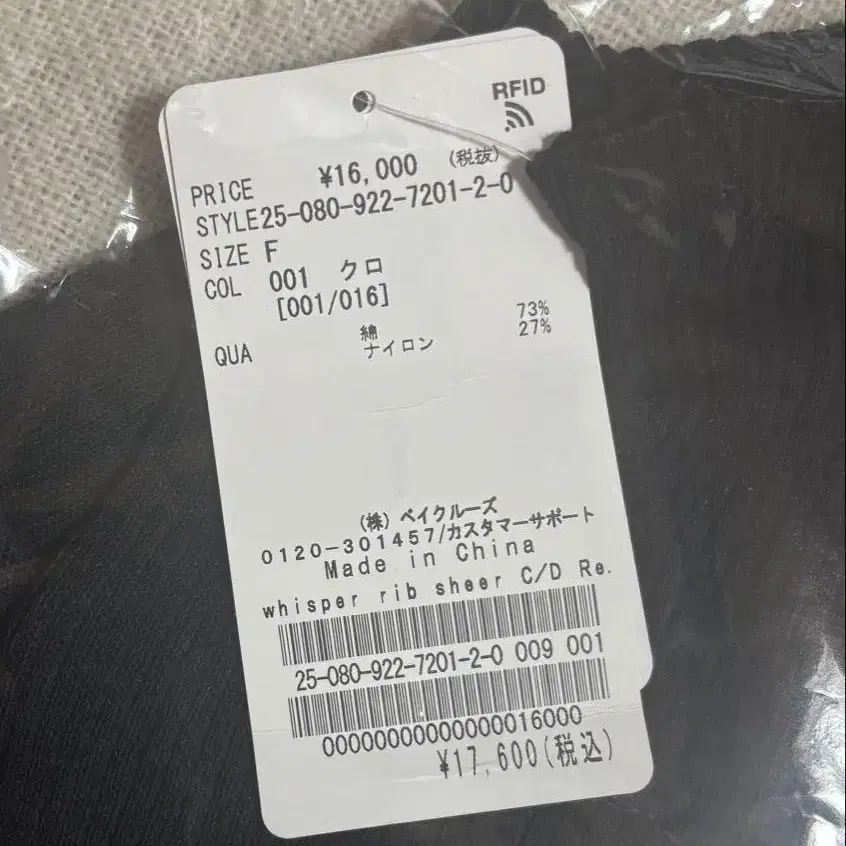 RFID
PRICE ¥16,000 (税抜)
STYLE 25-080-922-7201-2-0
SIZE F
COL 001 クロ
[001/016]
QUA 綿 73%
ナイロン 27%
(株) ベイクルーズ
0120-301457/カスタマーサポート
Made in China
whisper rib sheer C/D Re.
25-080-922-7201-2-0 009 001
00000000000000016000
¥17,600(税込)